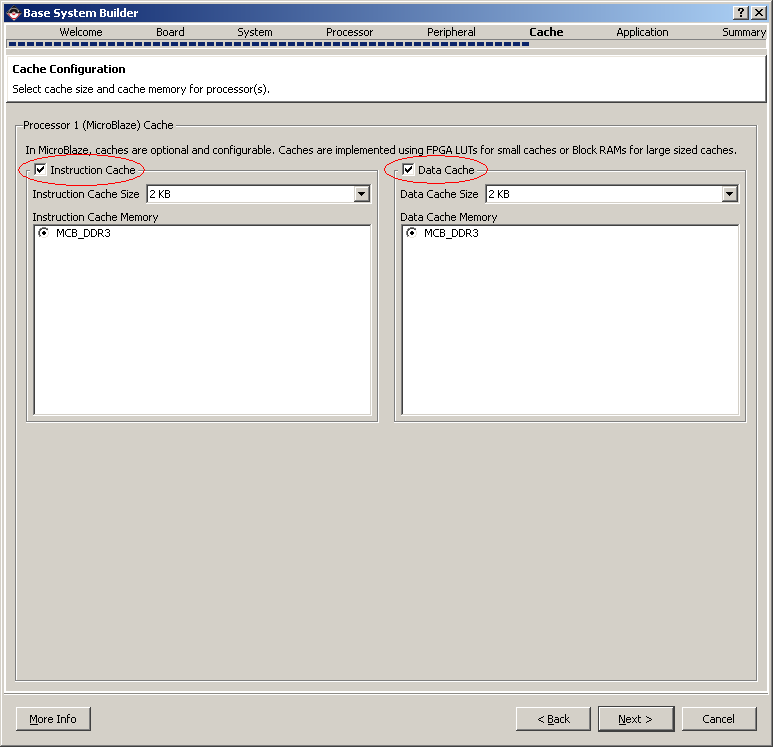 Base System Builder
Welcome Board System Processor Peripheral Cache Application Summary
Cache Configuration
Select cache size and cache memory for processor(s).
Processor 1 (MicroBlaze) Cache
In MicroBlaze, caches are optional and configurable. Caches are implemented using FPGA LUTs for small caches or Block RAMs for large sized caches.
Instruction Cache
Instruction Cache Size 2 KB
Instruction Cache Memory
MCB_DDR3
Data Cache
Data Cache Size 2 KB
Data Cache Memory
MCB_DDR3
More Info < Back Next > Cancel